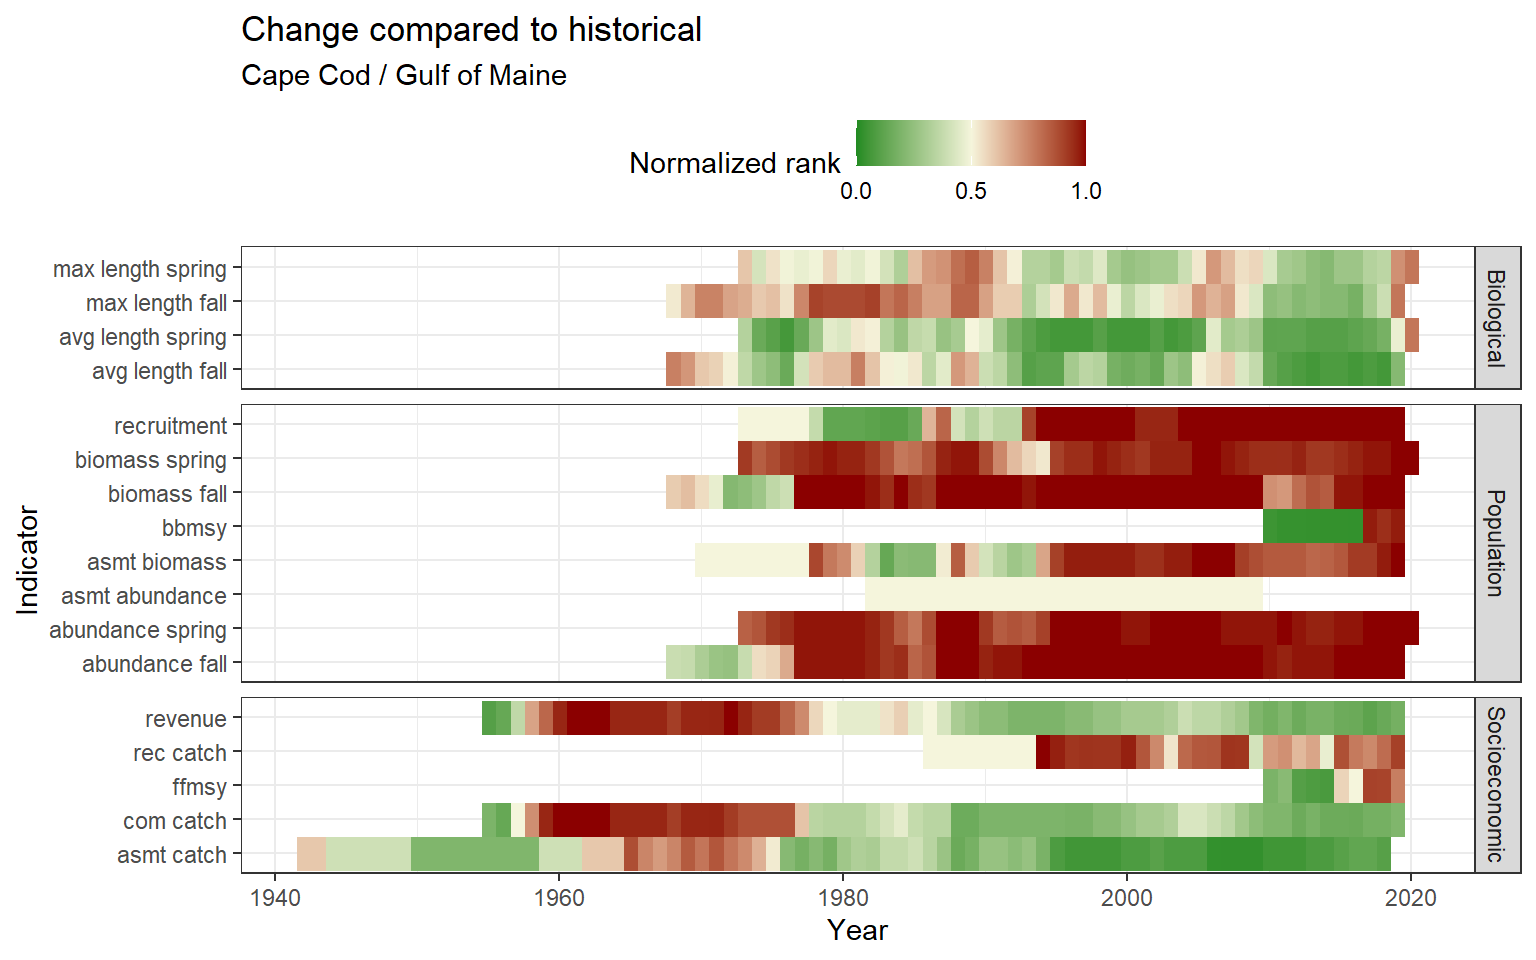 Change compared to historical
Cape Cod / Gulf of Maine
Normalized rank
0.0 0.5 1.0
max length spring
max length fall
avg length spring
avg length fall
Biological
recruitment
biomass spring
biomass fall
bbmsy
asmt biomass
asmt abundance
abundance spring
abundance fall
Population
Indicator
revenue
rec catch
ffmsy
com catch
asmt catch
Socioeconomic
1940 1960 1980 2000 2020
Year